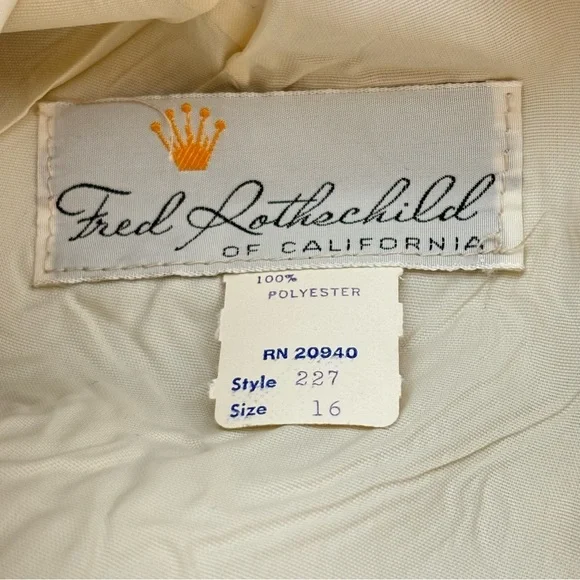 Fred Rothschild
OF CALIFORNIA
100%
POLYESTER
RN 20940
Style 227
Size 16